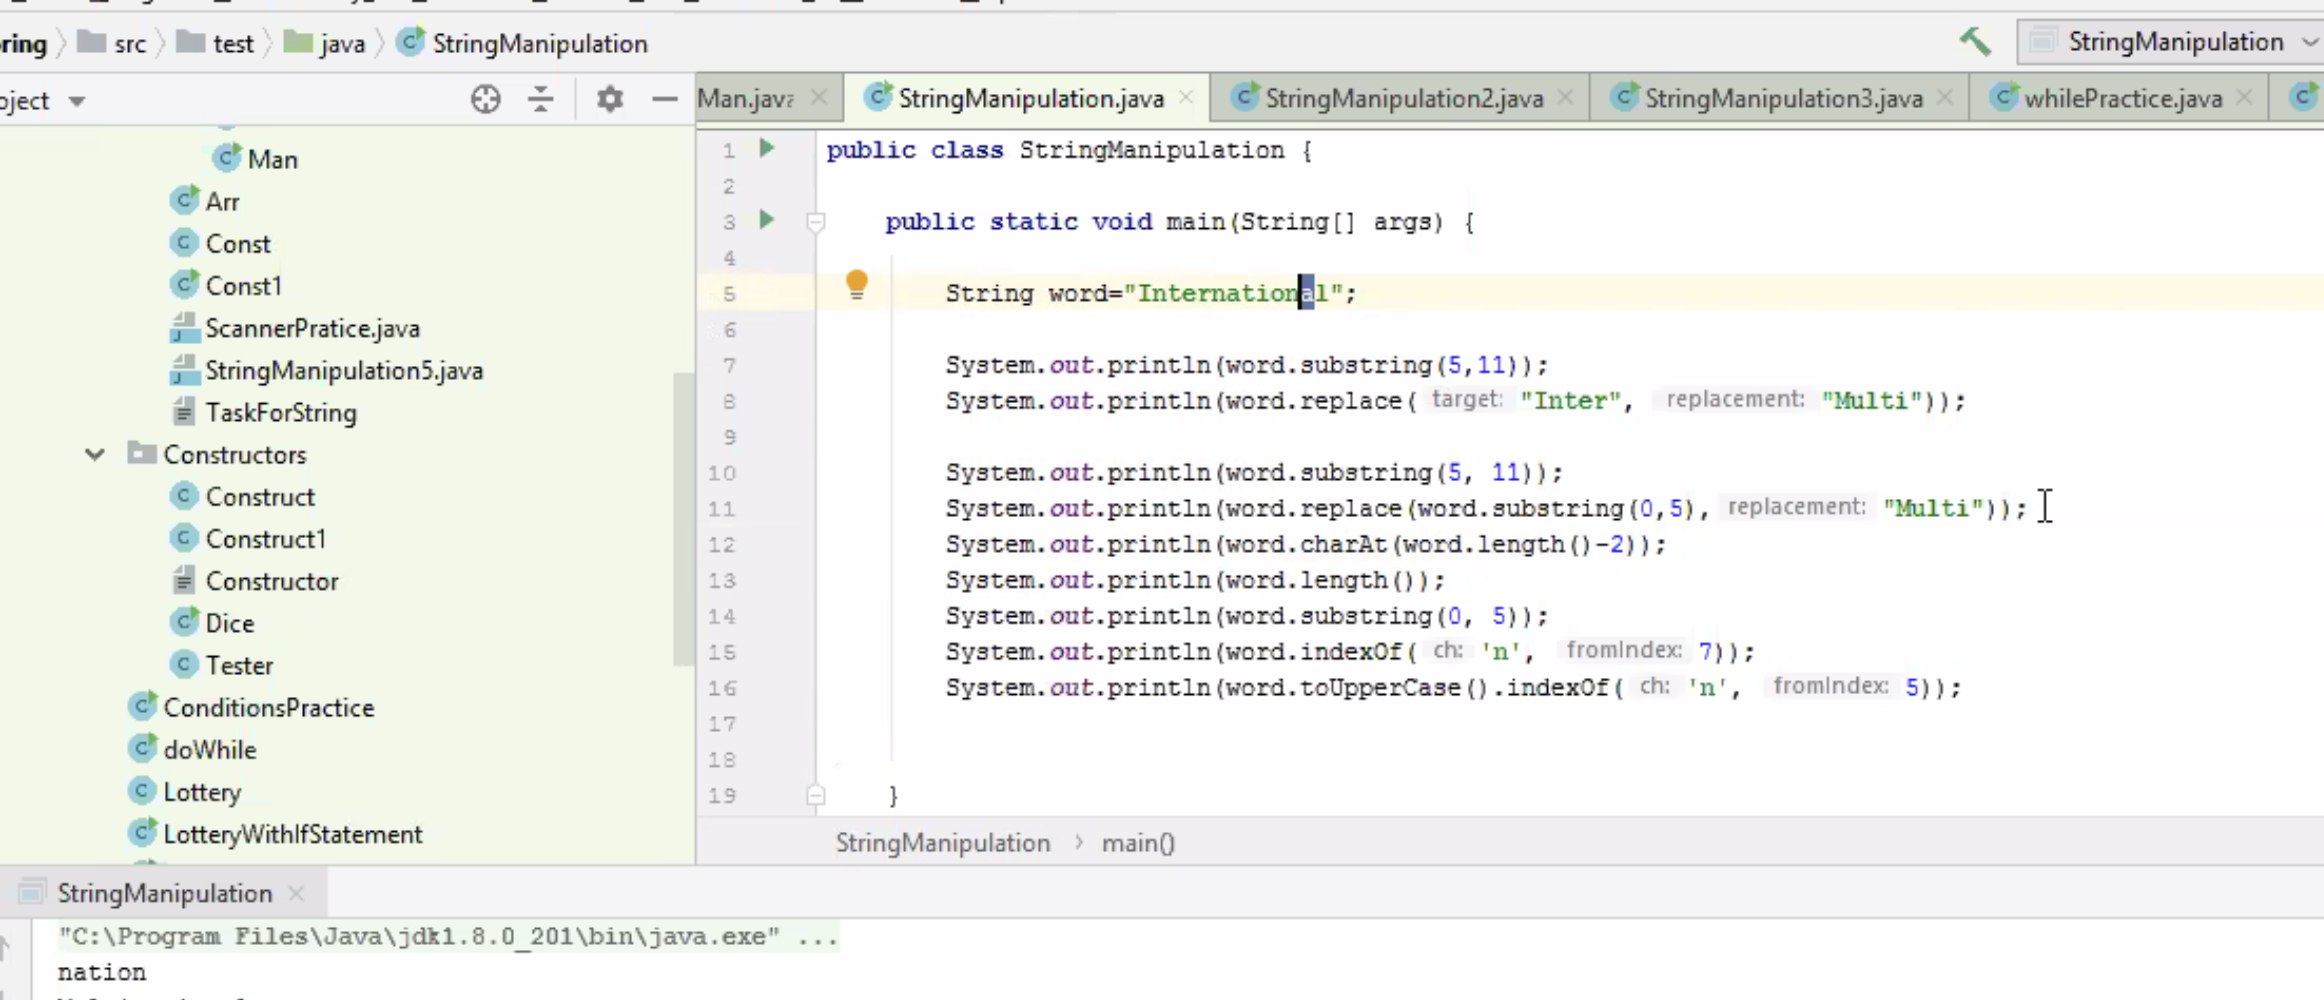 ring src test java StringManipulation
StringManipulation
oject
Man.java StringManipulation.java StringManipulation2.java StringManipulation3.java whilePractice.java
Man
Arr
Const
Const1
ScannerPratice.java
StringManipulation5.java
TaskForString
Constructors
Construct
Construct1
Constructor
Dice
Tester
ConditionsPractice
doWhile
Lottery
LotteryWithIfStatement
1 public class StringManipulation {
2
3 public static void main(String[] args) {
4
5 String word="International";
6
7 System.out.println(word.substring(5,11));
8 System.out.println(word.replace( target: "Inter", replacement: "Multi"));
9
10 System.out.println(word.substring(5, 11));
11 System.out.println(word.replace(word.substring(0,5), replacement: "Multi"));
12 System.out.println(word.charAt(word.length()-2));
13 System.out.println(word.length());
14 System.out.println(word.substring(0, 5));
15 System.out.println(word.indexOf( ch: 'n', fromIndex: 7));
16 System.out.println(word.toUpperCase().indexOf( ch: 'n', fromIndex: 5));
17
18
19 }
StringManipulation › main()
StringManipulation
"C:\Program Files\Java\jdk1.8.0_201\bin\java.exe" ...
nation